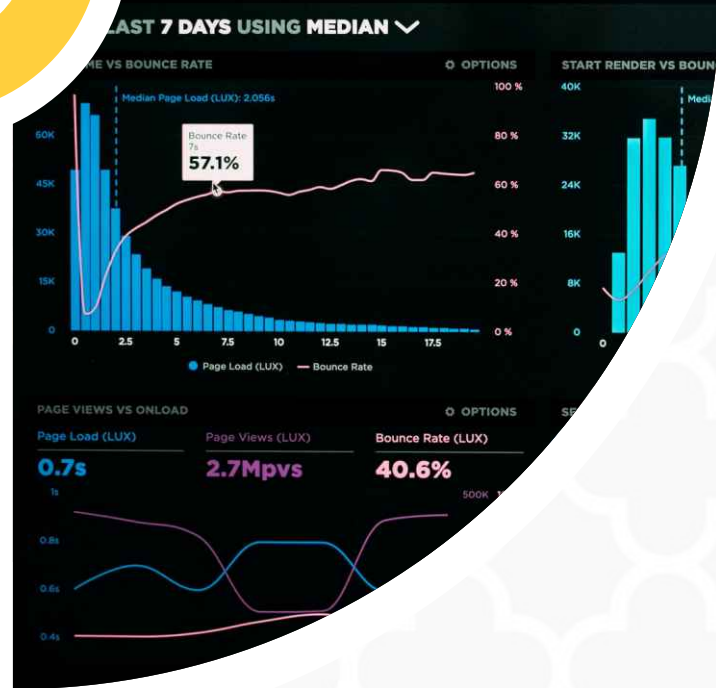 LAST 7 DAYS USING MEDIAN
ME VS BOUNCE RATE
OPTIONS
100 %
Median Page Load (LUX): 2.056s
60K
80 %
Bounce Rate
7s
57.1%
45K
60 %
30K
40 %
15K
20 %
0
0 %
0 2.5 5 7.5 10 12.5 15 17.5
Page Load (LUX) Bounce Rate
START RENDER VS BOUN
40K
Medi
32K
24K
16K
8K
0
0
PAGE VIEWS VS ONLOAD
OPTIONS
SE
Page Load (LUX) Page Views (LUX) Bounce Rate (LUX)
0.7s 2.7Mpvs 40.6%
1s
500K
0.8s
0.6s
0.4s